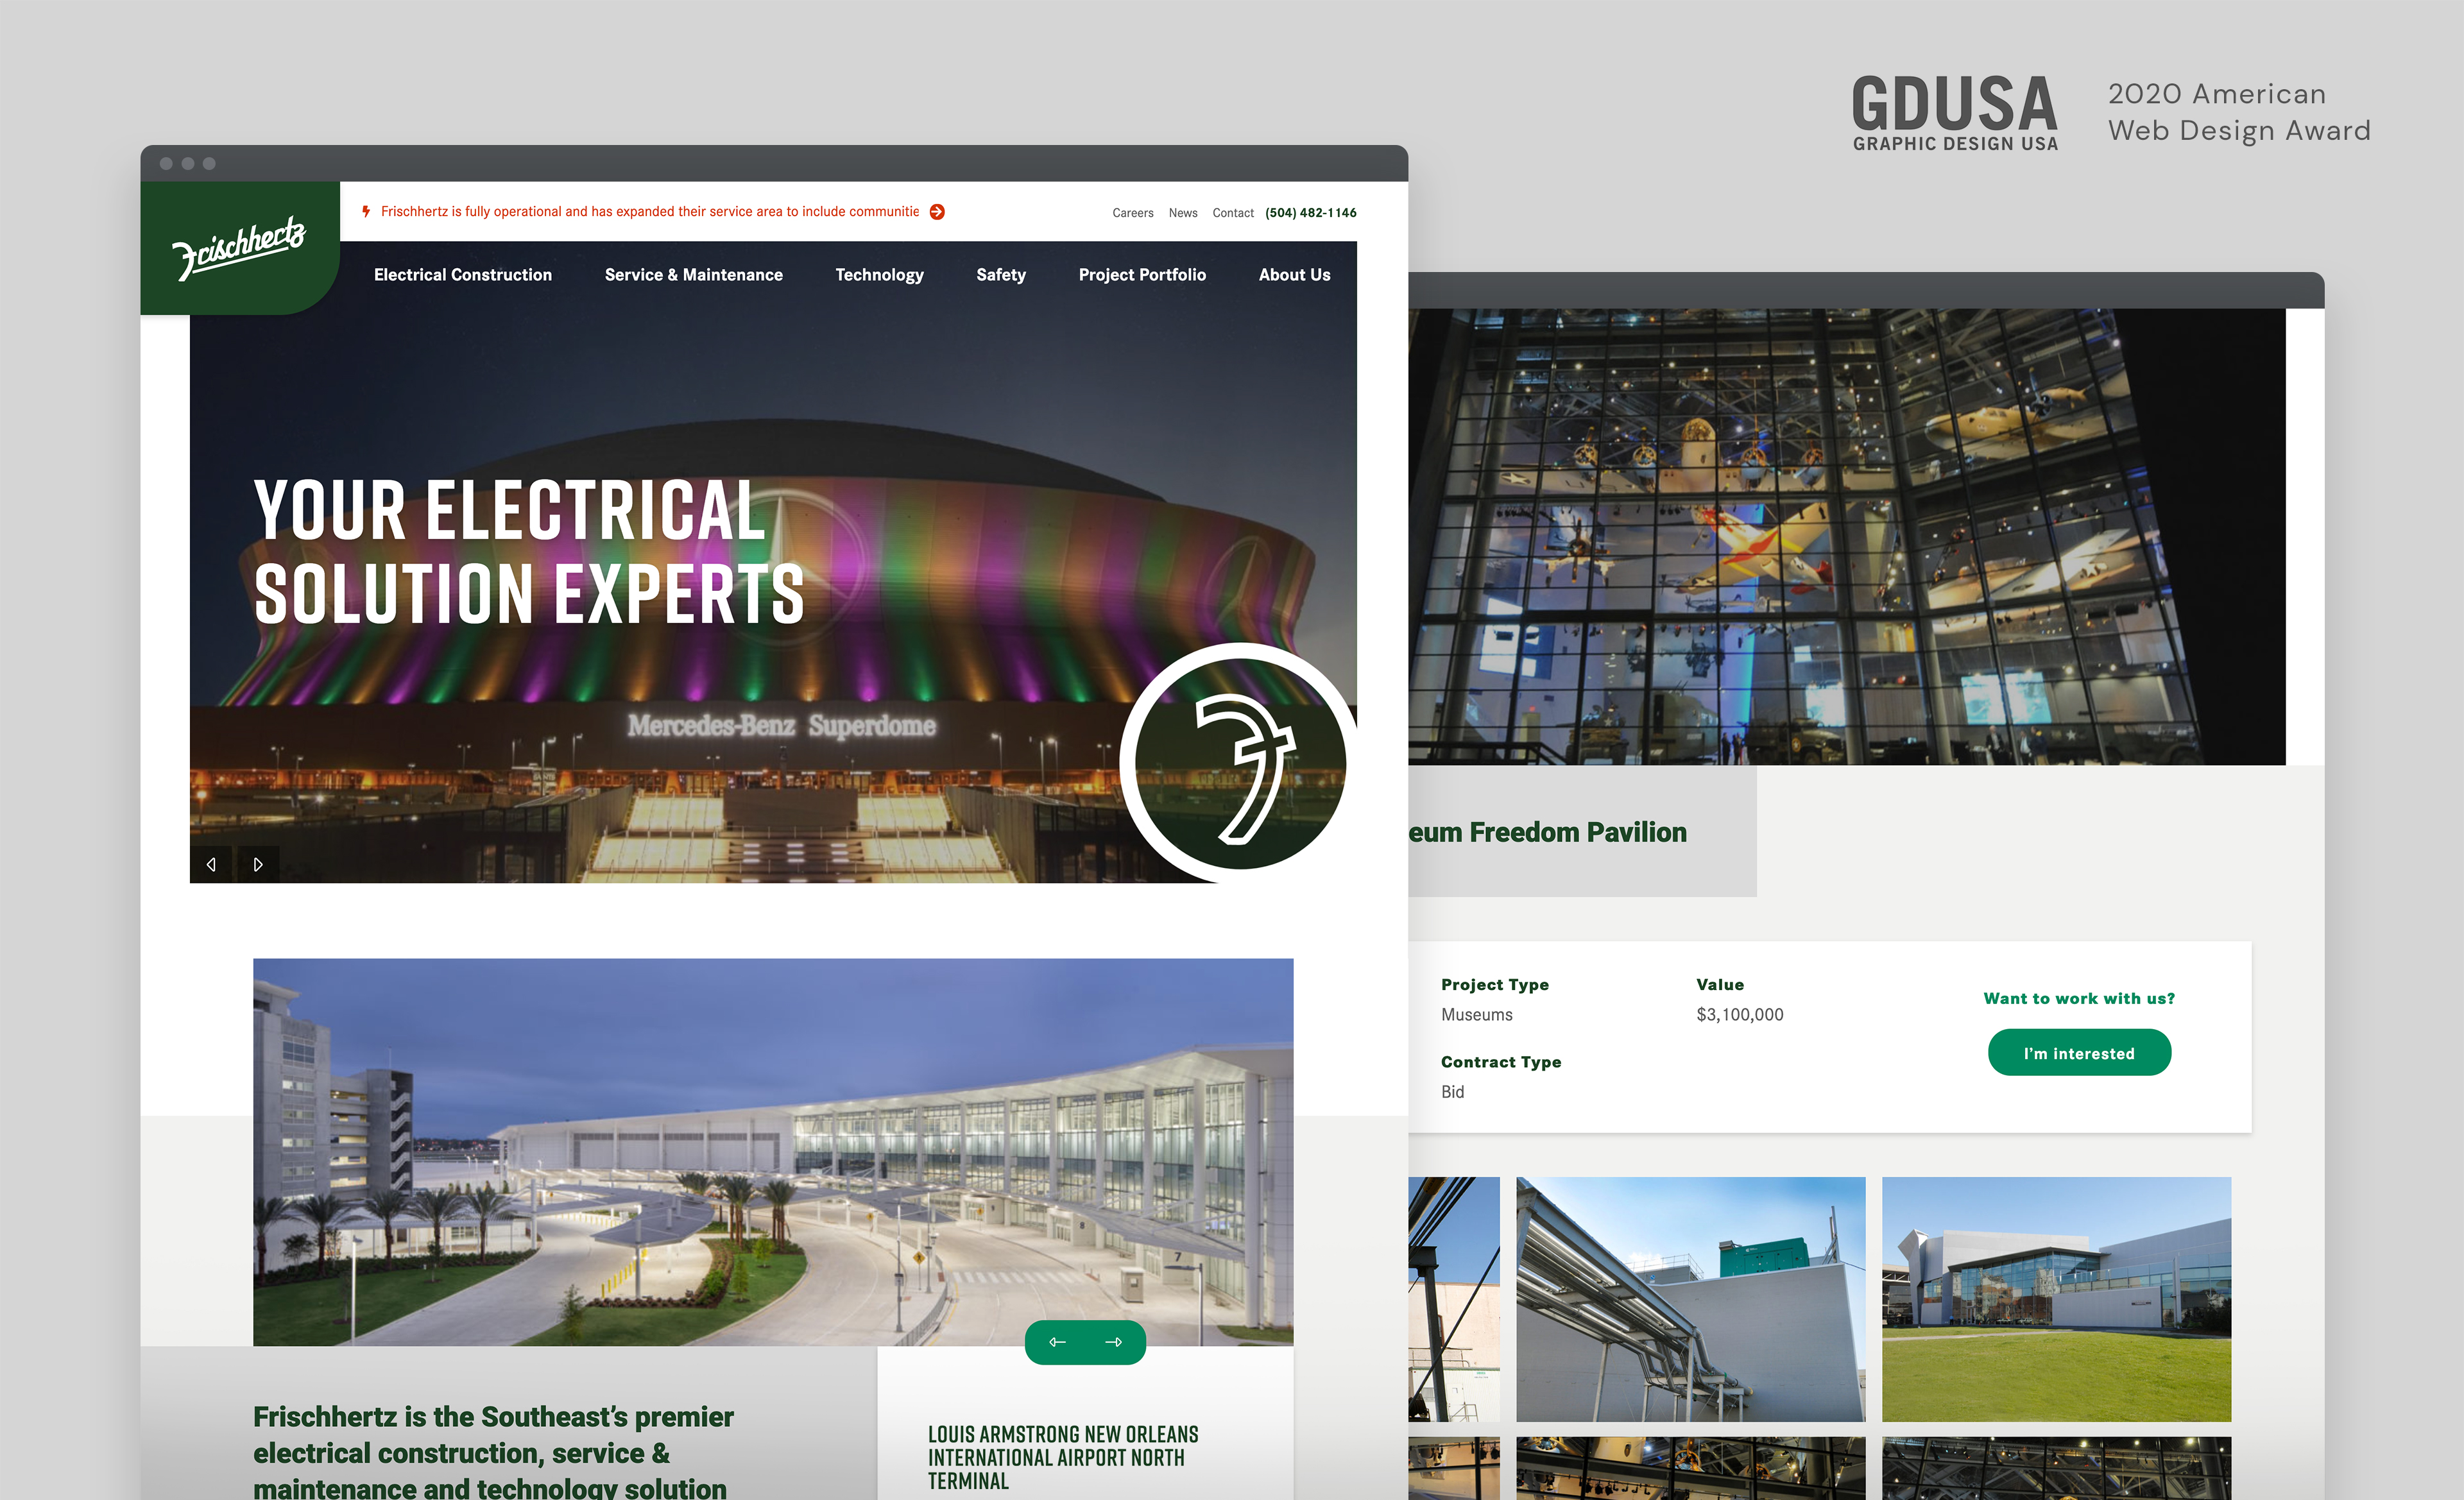 GDUSA
GRAPHIC DESIGN USA
2020 American
Web Design Award
Frischhertz
Frischhertz is fully operational and has expanded their service area to include communitie
Careers News Contact (504) 482-1146
Electrical Construction Service & Maintenance Technology Safety Project Portfolio About Us
YOUR ELECTRICAL
SOLUTION EXPERTS
Mercedes-Benz Superdome
7
Frischhertz is the Southeast's premier
electrical construction, service &
maintenance and technology solution
LOUIS ARMSTRONG NEW ORLEANS
INTERNATIONAL AIRPORT NORTH
TERMINAL
eum Freedom Pavilion
Project Type
Museums
Value
$3,100,000
Contract Type
Bid
Want to work with us?
I'm interested